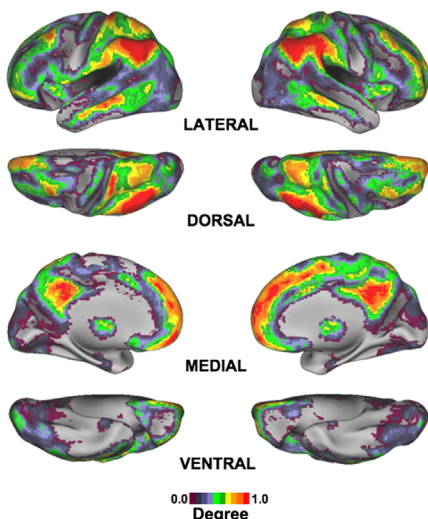 LATERAL
DORSAL
MEDIAL
VENTRAL
0.0 1.0
Degree